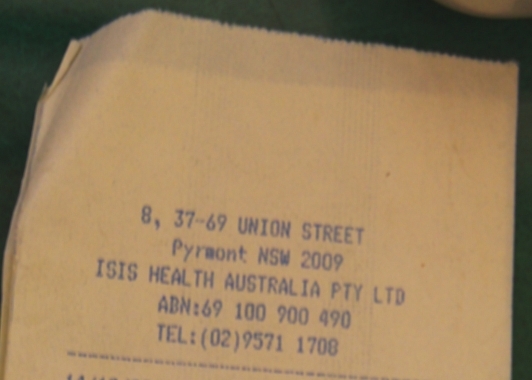 8, 37-69 UNION STREET
Pyrmont NSW 2009
ISIS HEALTH AUSTRALIA PTY LTD
ABN:69 100 900 490
TEL:(02)9571 1708